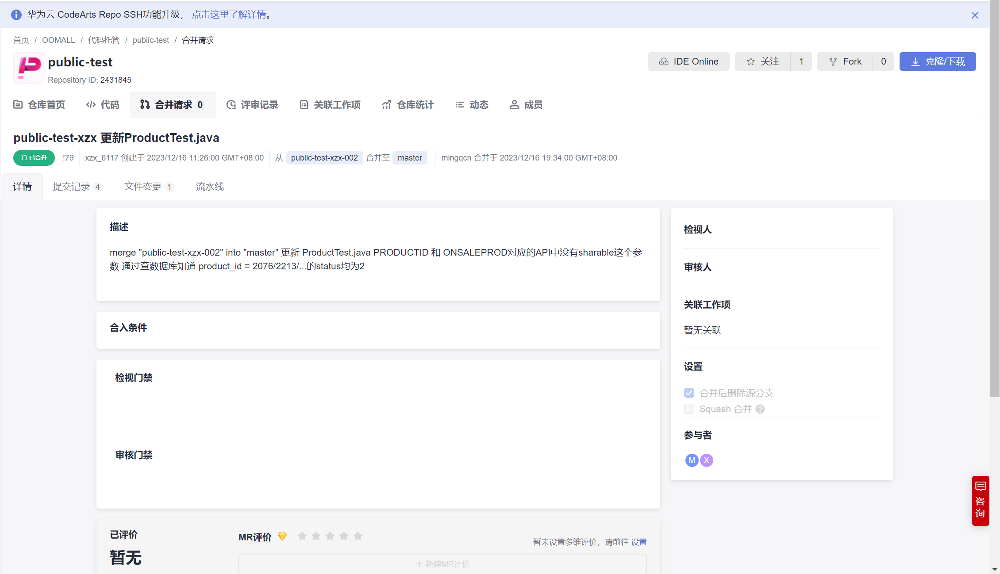 华为云 CodeArts Repo SSH功能升级， 点击这里了解详情。
首页 / OOMALL / 代码托管 / public-test / 合并请求
public-test
Repository ID: 2431845
IDE Online
关注 1
Fork 0
克隆/下载
仓库首页 代码 合并请求 0 评审记录 关联工作项 仓库统计 动态 成员
public-test-xzx 更新ProductTest.java
已合并 !79 xzx_6117 创建于 2023/12/16 11:26:00 GMT+08:00 从 public-test-xzx-002 合并至 master mingqcn 合并于 2023/12/16 19:34:00 GMT+08:00
详情 提交记录 4 文件变更 1 流水线
描述
merge "public-test-xzx-002" into "master" 更新 ProductTest.java PRODUCTID 和 ONSALEPROD对应的API中没有sharable这个参
数 通过查数据库知道 product_id = 2076/2213/...的status均为2
合入条件
检视门禁
审核门禁
已评价
暂无
MR评价
暂未设置多维评价，请前往 设置
+ 新建MR评价
检视人
审核人
关联工作项
暂无关联
设置
合并后删除源分支
Squash 合并 ?
参与者
M X
咨
询